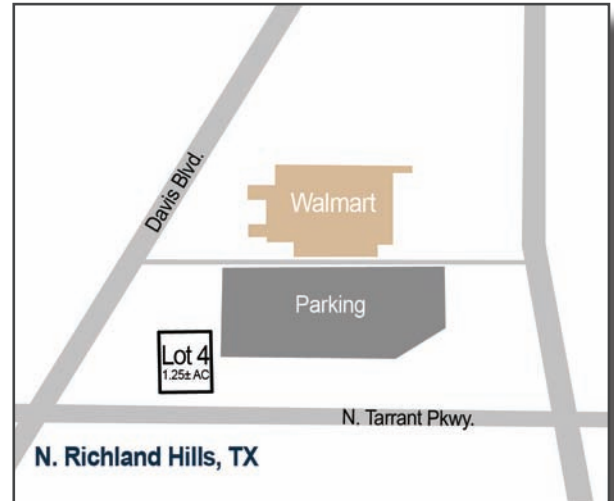 Davis Blvd.
Walmart
Parking
Lot 4
1.25± AC
N. Tarrant Pkwy.
N. Richland Hills, TX